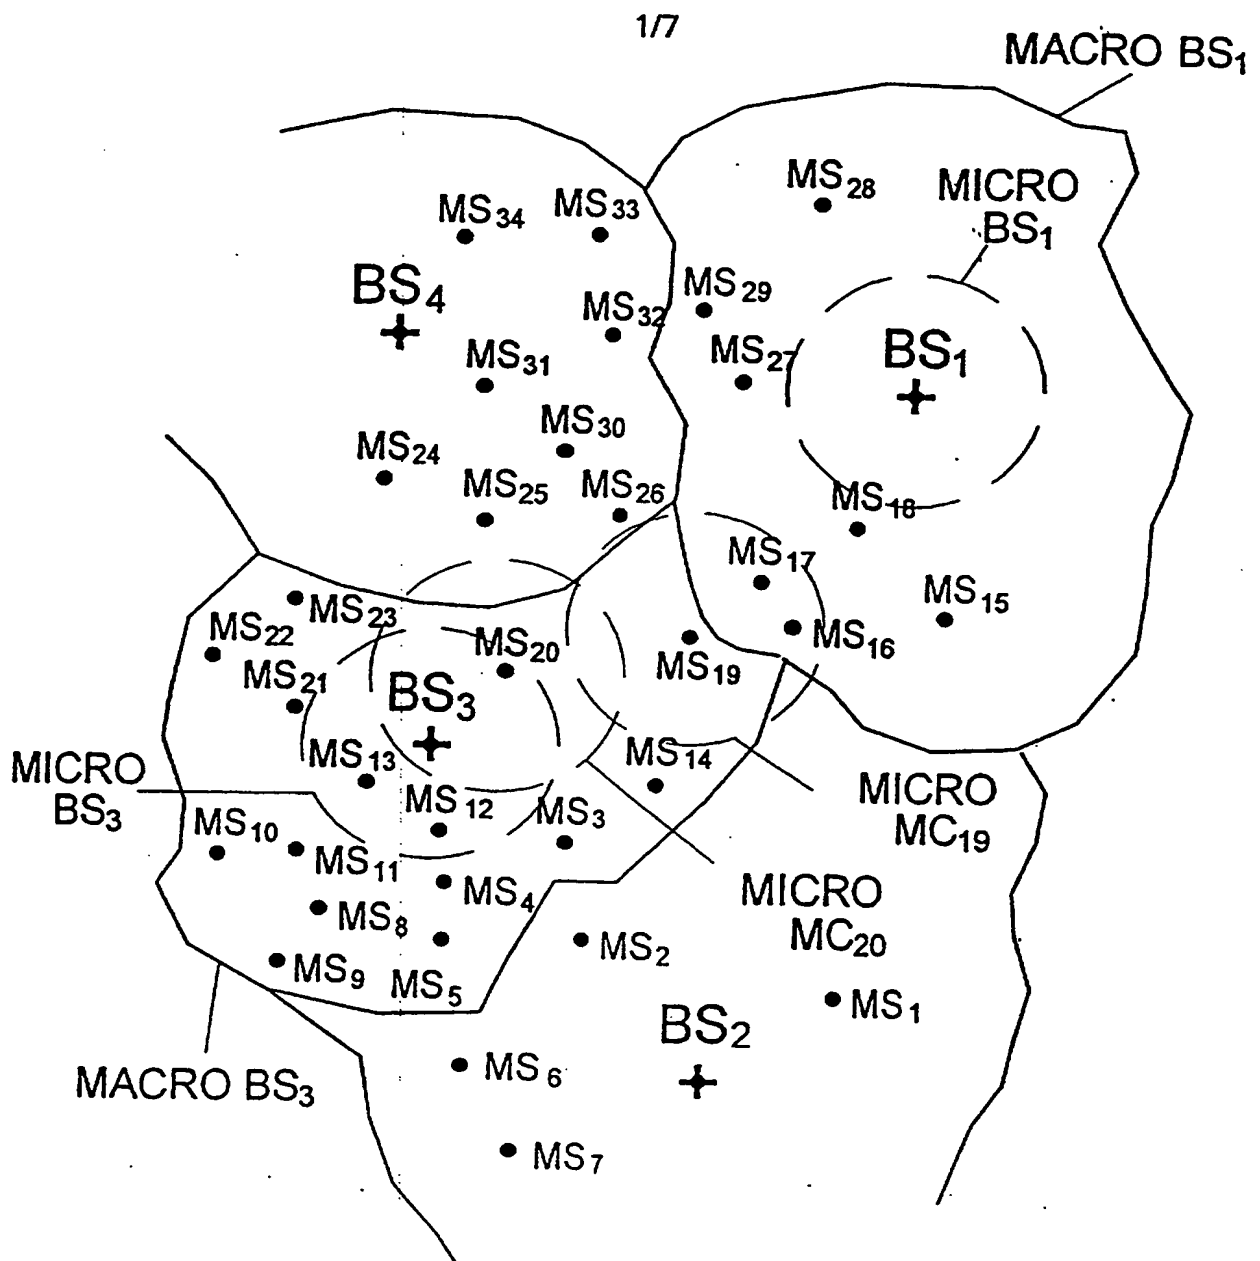 1/7
MACRO BS₁
MS₂₈
MICRO
BS₁
MS₃₄
MS₃₃
BS₄
MS₂₉
MS₃₂
MS₃₁
MS₂₇
BS₁
MS₃₀
MS₂₄
MS₂₅
MS₂₆
MS₁₈
MS₁₇
MS₁₅
MS₂₃
MS₂₂
MS₂₀
MS₁₆
MS₁₉
MS₂₁
BS₃
MS₁₃
MS₁₄
MICRO
BS₃
MS₁₂
MS₃
MICRO
MC₁₉
MS₁₀
MS₁₁
MS₄
MICRO
MC₂₀
MS₈
MS₂
MS₉
MS₅
MS₁
BS₂
MS₆
MACRO BS₃
MS₇